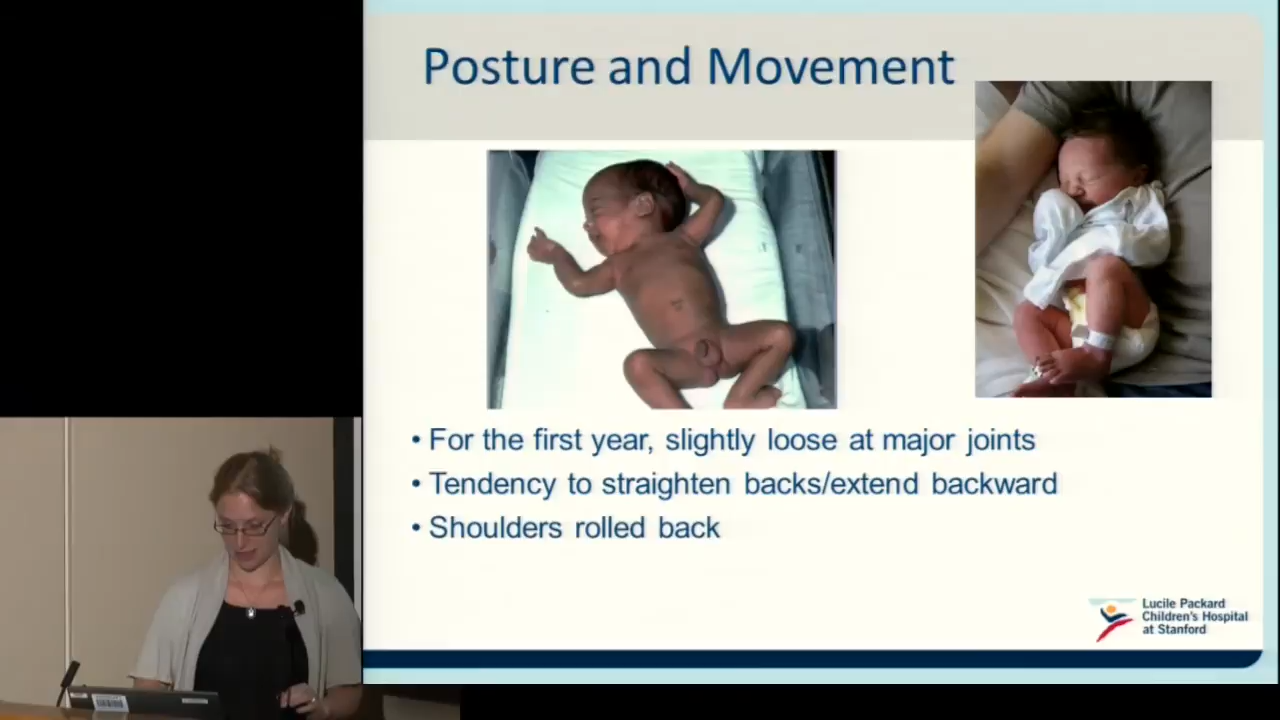 Posture and Movement
• For the first year, slightly loose at major joints
• Tendency to straighten backs/extend backward
• Shoulders rolled back
Lucile Packard
Children's Hospital
at Stanford